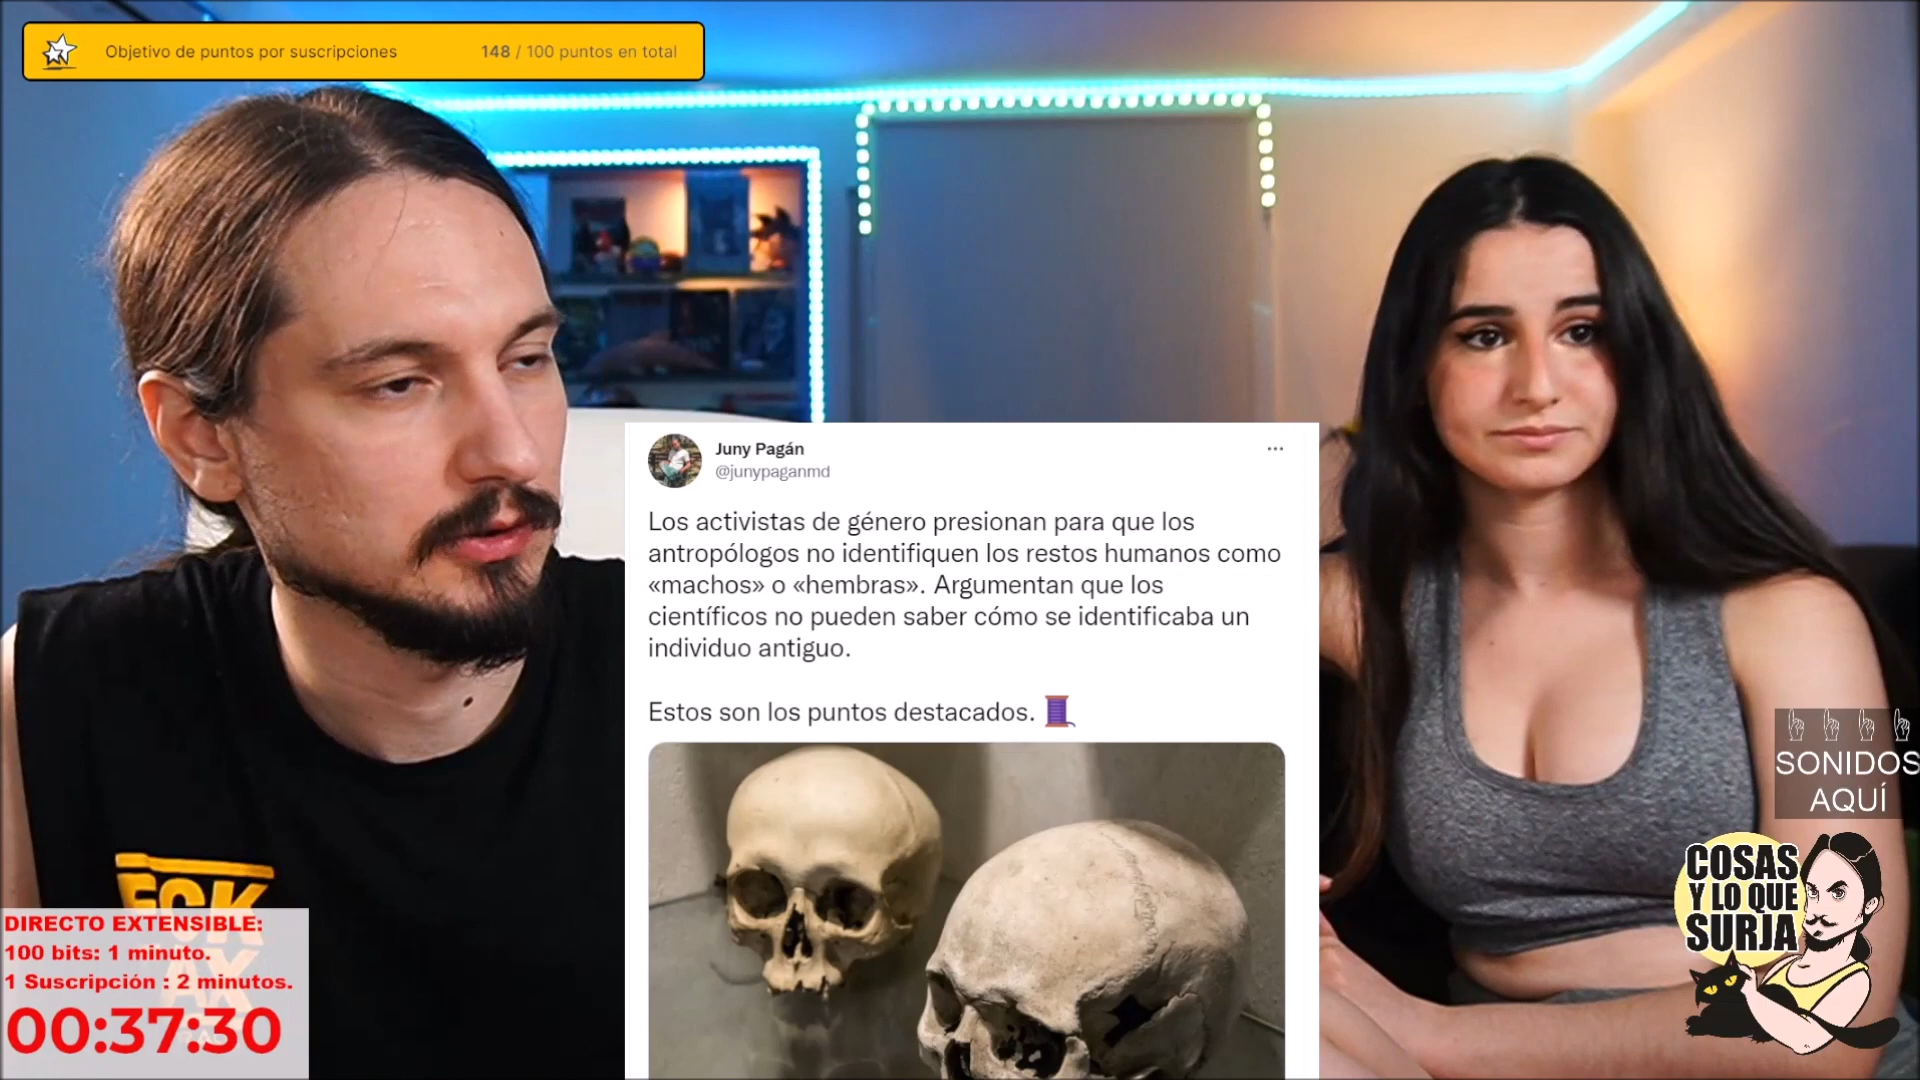 Objetivo de puntos por suscripciones 148 / 100 puntos en total
Juny Pagán
@junypaganmd
Los activistas de género presionan para que los
antropólogos no identifiquen los restos humanos como
«machos» o «hembras». Argumentan que los
científicos no pueden saber cómo se identificaba un
individuo antiguo.
Estos son los puntos destacados.
SONIDOS
AQUÍ
COSAS
Y LO QUE
SURJA
DIRECTO EXTENSIBLE:
100 bits: 1 minuto.
1 Suscripción : 2 minutos.
00:37:30